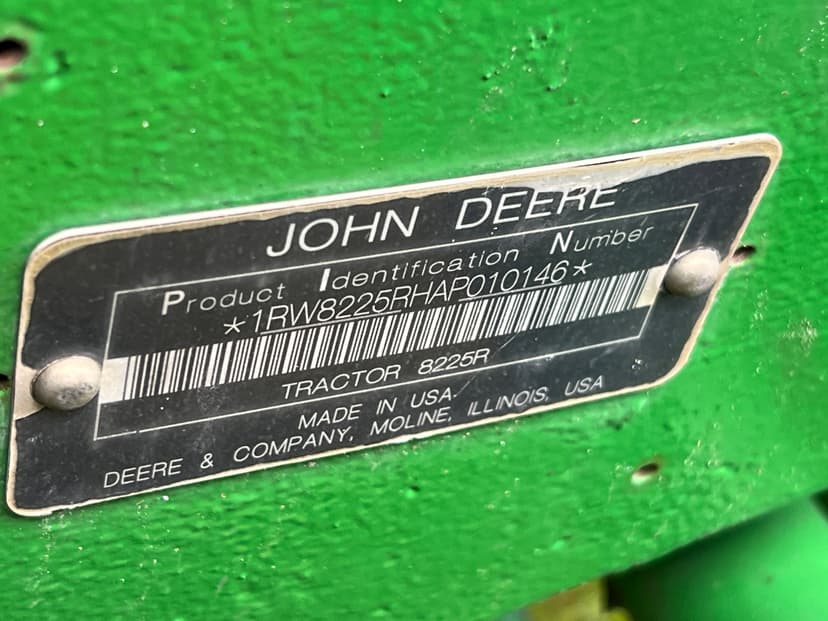 JOHN DEERE
Product Identification Number
*1RW8225RHAP010146*
TRACTOR 8225R
MADE IN USA
DEERE & COMPANY, MOLINE, ILLINOIS, USA